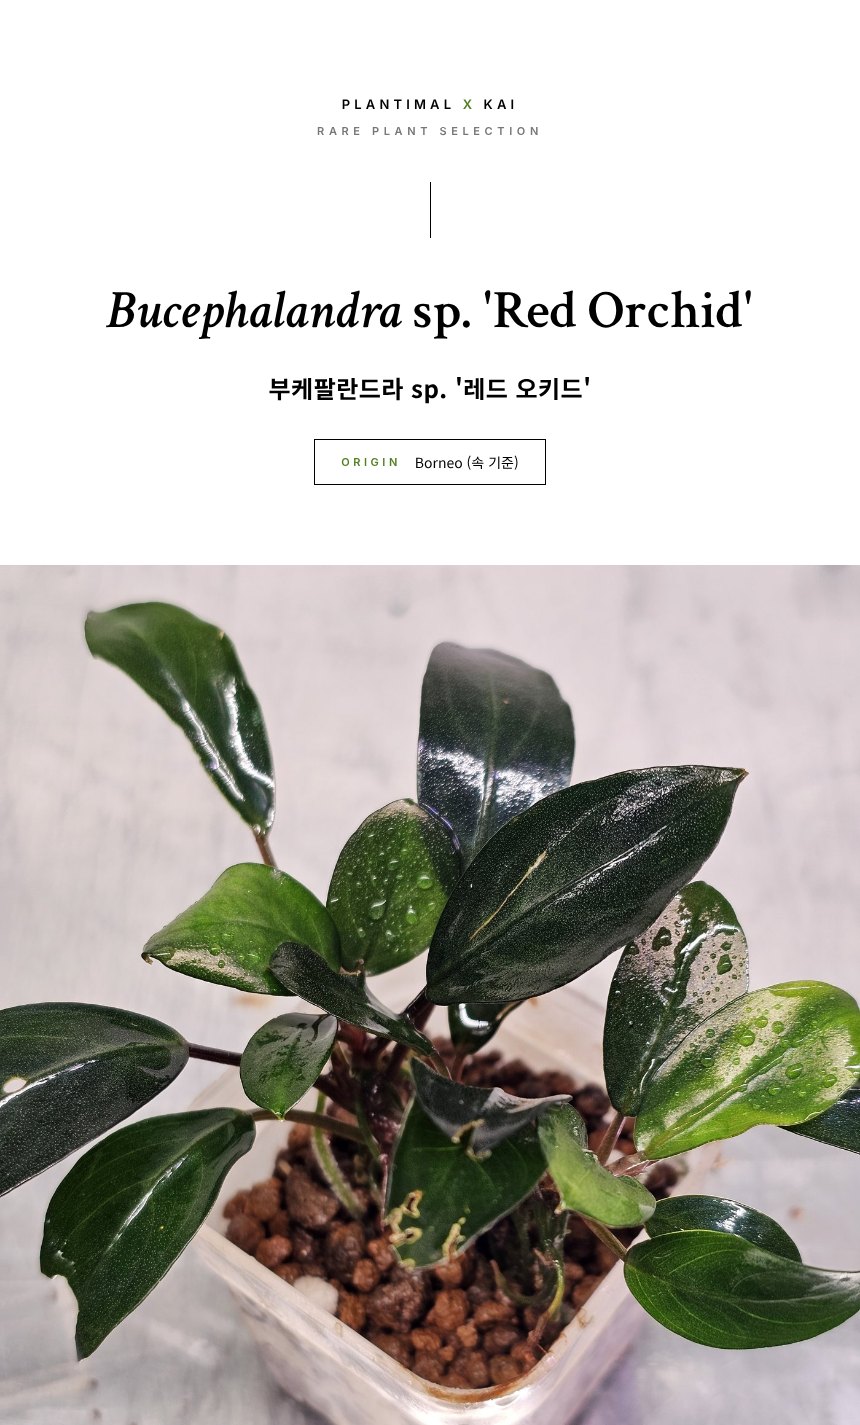 PLANTIMAL X KAI
RARE PLANT SELECTION
Bucephalandra sp. 'Red Orchid'
부케팔란드라 sp. '레드 오키드'
ORIGIN Borneo (속 기준)